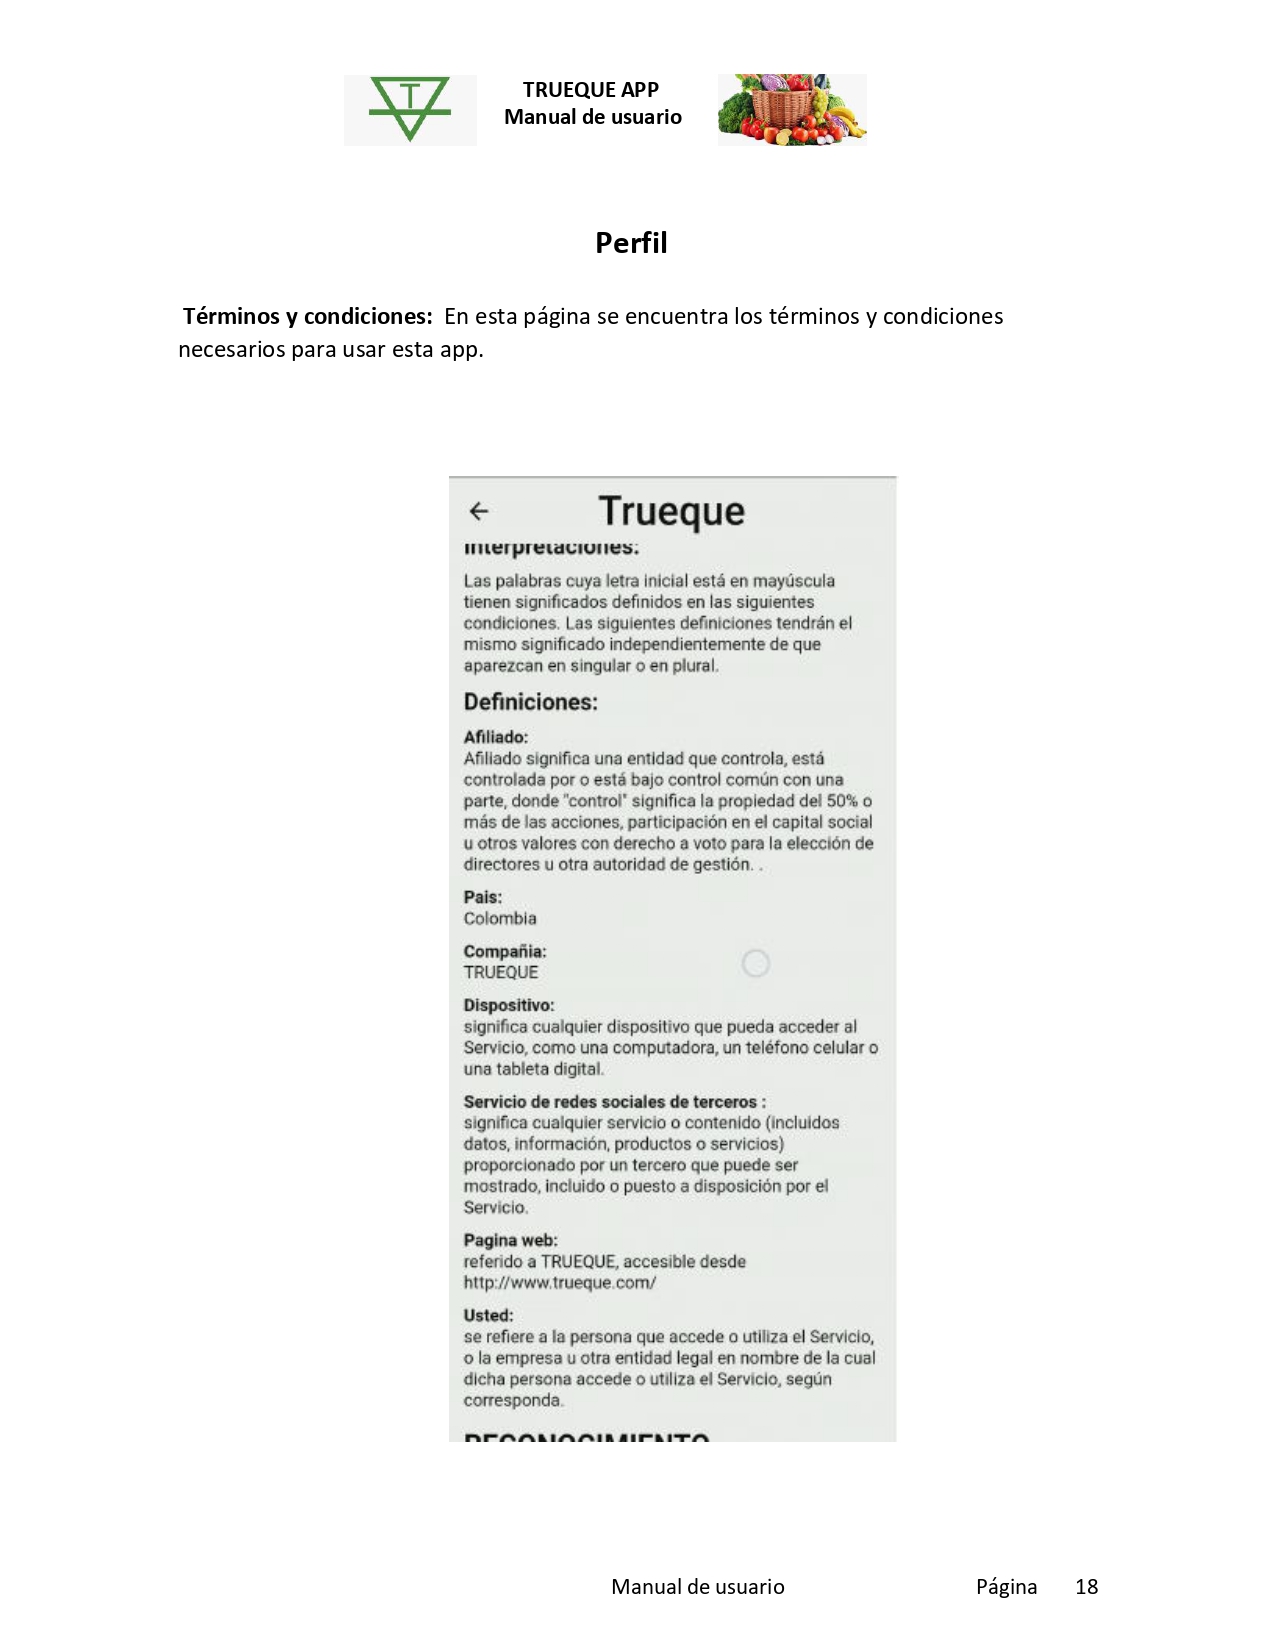 T
TRUEQUE APP
Manual de usuario
Perfil
Términos y condiciones: En esta página se encuentra los términos y condiciones
necesarios para usar esta app.
Trueque
Interpretaciones:
Las palabras cuya letra inicial está en mayúscula
tienen significados definidos en las siguientes
condiciones. Las siguientes definiciones tendrán el
mismo significado independientemente de que
aparezcan en singular o en plural.
Definiciones:
Afiliado:
Afiliado significa una entidad que controla, está
controlada por o está bajo control común con una
parte, donde "control" significa la propiedad del 50% o
más de las acciones, participación en el capital social
u otros valores con derecho a voto para la elección de
directores u otra autoridad de gestión. .
Pais:
Colombia
Compañia:
TRUEQUE
Dispositivo:
significa cualquier dispositivo que pueda acceder al
Servicio, como una computadora, un teléfono celular o
una tableta digital.
Servicio de redes sociales de terceros :
significa cualquier servicio o contenido (incluidos
datos, información, productos o servicios)
proporcionado por un tercero que puede ser
mostrado, incluido o puesto a disposición por el
Servicio.
Pagina web:
referido a TRUEQUE, accesible desde
http://www.trueque.com/
Usted:
se refiere a la persona que accede o utiliza el Servicio,
o la empresa u otra entidad legal en nombre de la cual
dicha persona accede o utiliza el Servicio, según
corresponda.
RECONOCIMIENTO
Manual de usuario Página 18